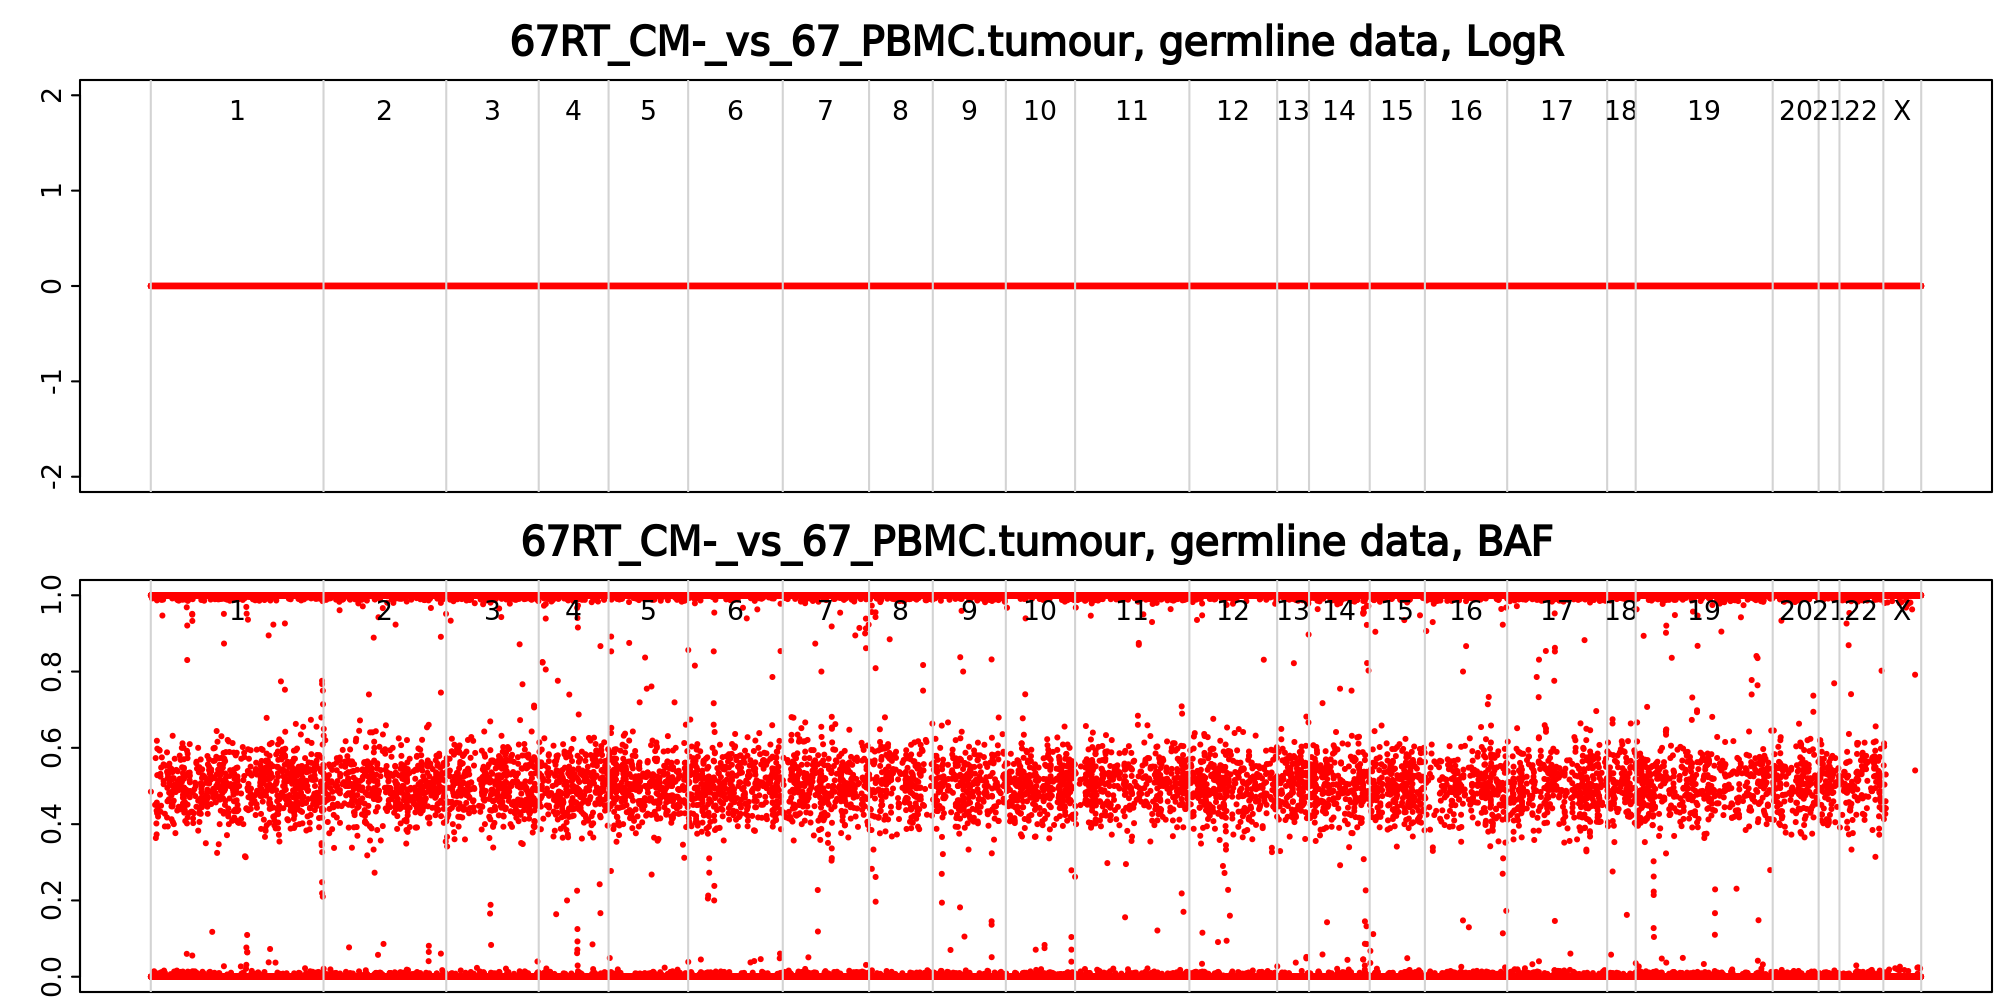 67RT_CM-_vs_67_PBMC.tumour, germline data, LogR
2
1
0
-1
-2
1 2 3 4 5 6 7 8 9 10 11 12 13 14 15 16 17 18 19 20 21 22 X
67RT_CM-_vs_67_PBMC.tumour, germline data, BAF
1.0
0.8
0.6
0.4
0.2
0.0
1 2 3 4 5 6 7 8 9 10 11 12 13 14 15 16 17 18 19 20 21 22 X